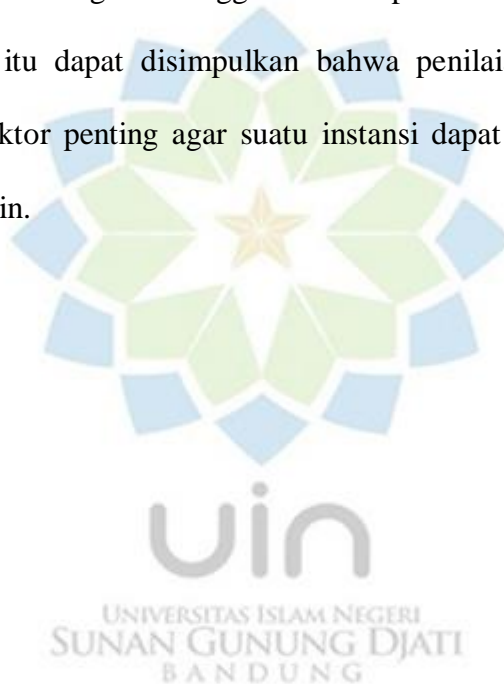 itu dapat disimpulkan bahwa penilai
ktor penting agar suatu instansi dapat
in.
uin
UNIVERSITAS ISLAM NEGERI
SUNAN GUNUNG DJATI
BANDUNG